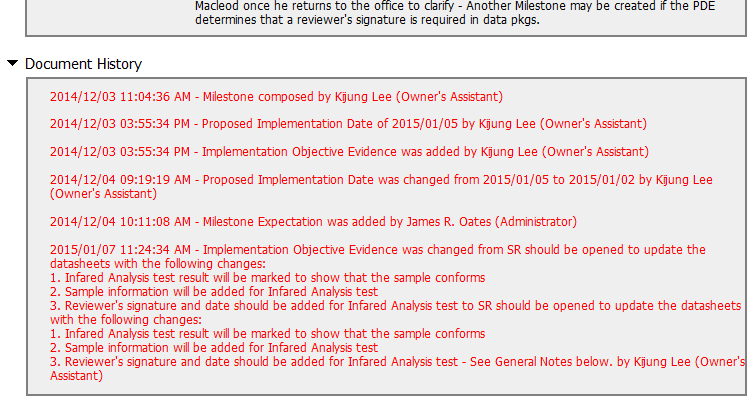 Macleod once he returns to the office to clarify - Another Milestone may be created if the PDE
determines that a reviewer's signature is required in data pkgs.
Document History
2014/12/03 11:04:36 AM - Milestone composed by Kijung Lee (Owner's Assistant)
2014/12/03 03:55:34 PM - Proposed Implementation Date of 2015/01/05 by Kijung Lee (Owner's Assistant)
2014/12/03 03:55:34 PM - Implementation Objective Evidence was added by Kijung Lee (Owner's Assistant)
2014/12/04 09:19:19 AM - Proposed Implementation Date was changed from 2015/01/05 to 2015/01/02 by Kijung Lee
(Owner's Assistant)
2014/12/04 10:11:08 AM - Milestone Expectation was added by James R. Oates (Administrator)
2015/01/07 11:24:34 AM - Implementation Objective Evidence was changed from SR should be opened to update the
datasheets with the following changes:
1. Infared Analysis test result will be marked to show that the sample conforms
2. Sample information will be added for Infared Analysis test
3. Reviewer's signature and date should be added for Infared Analysis test to SR should be opened to update the datasheets
with the following changes:
1. Infared Analysis test result will be marked to show that the sample conforms
2. Sample information will be added for Infared Analysis test
3. Reviewer's signature and date should be added for Infared Analysis test - See General Notes below. by Kijung Lee (Owner's
Assistant)